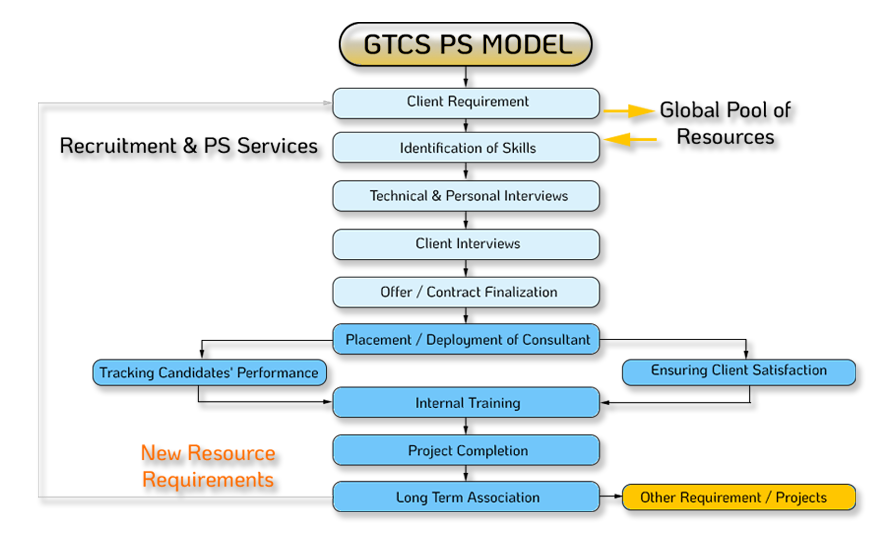 GTCS PS MODEL
Client Requirement
Global Pool of
Resources
Recruitment & PS Services
Identification of Skills
Technical & Personal Interviews
Client Interviews
Offer / Contract Finalization
Placement / Deployment of Consultant
Tracking Candidates' Performance
Ensuring Client Satisfaction
Internal Training
Project Completion
New Resource
Requirements
Long Term Association
Other Requirement / Projects